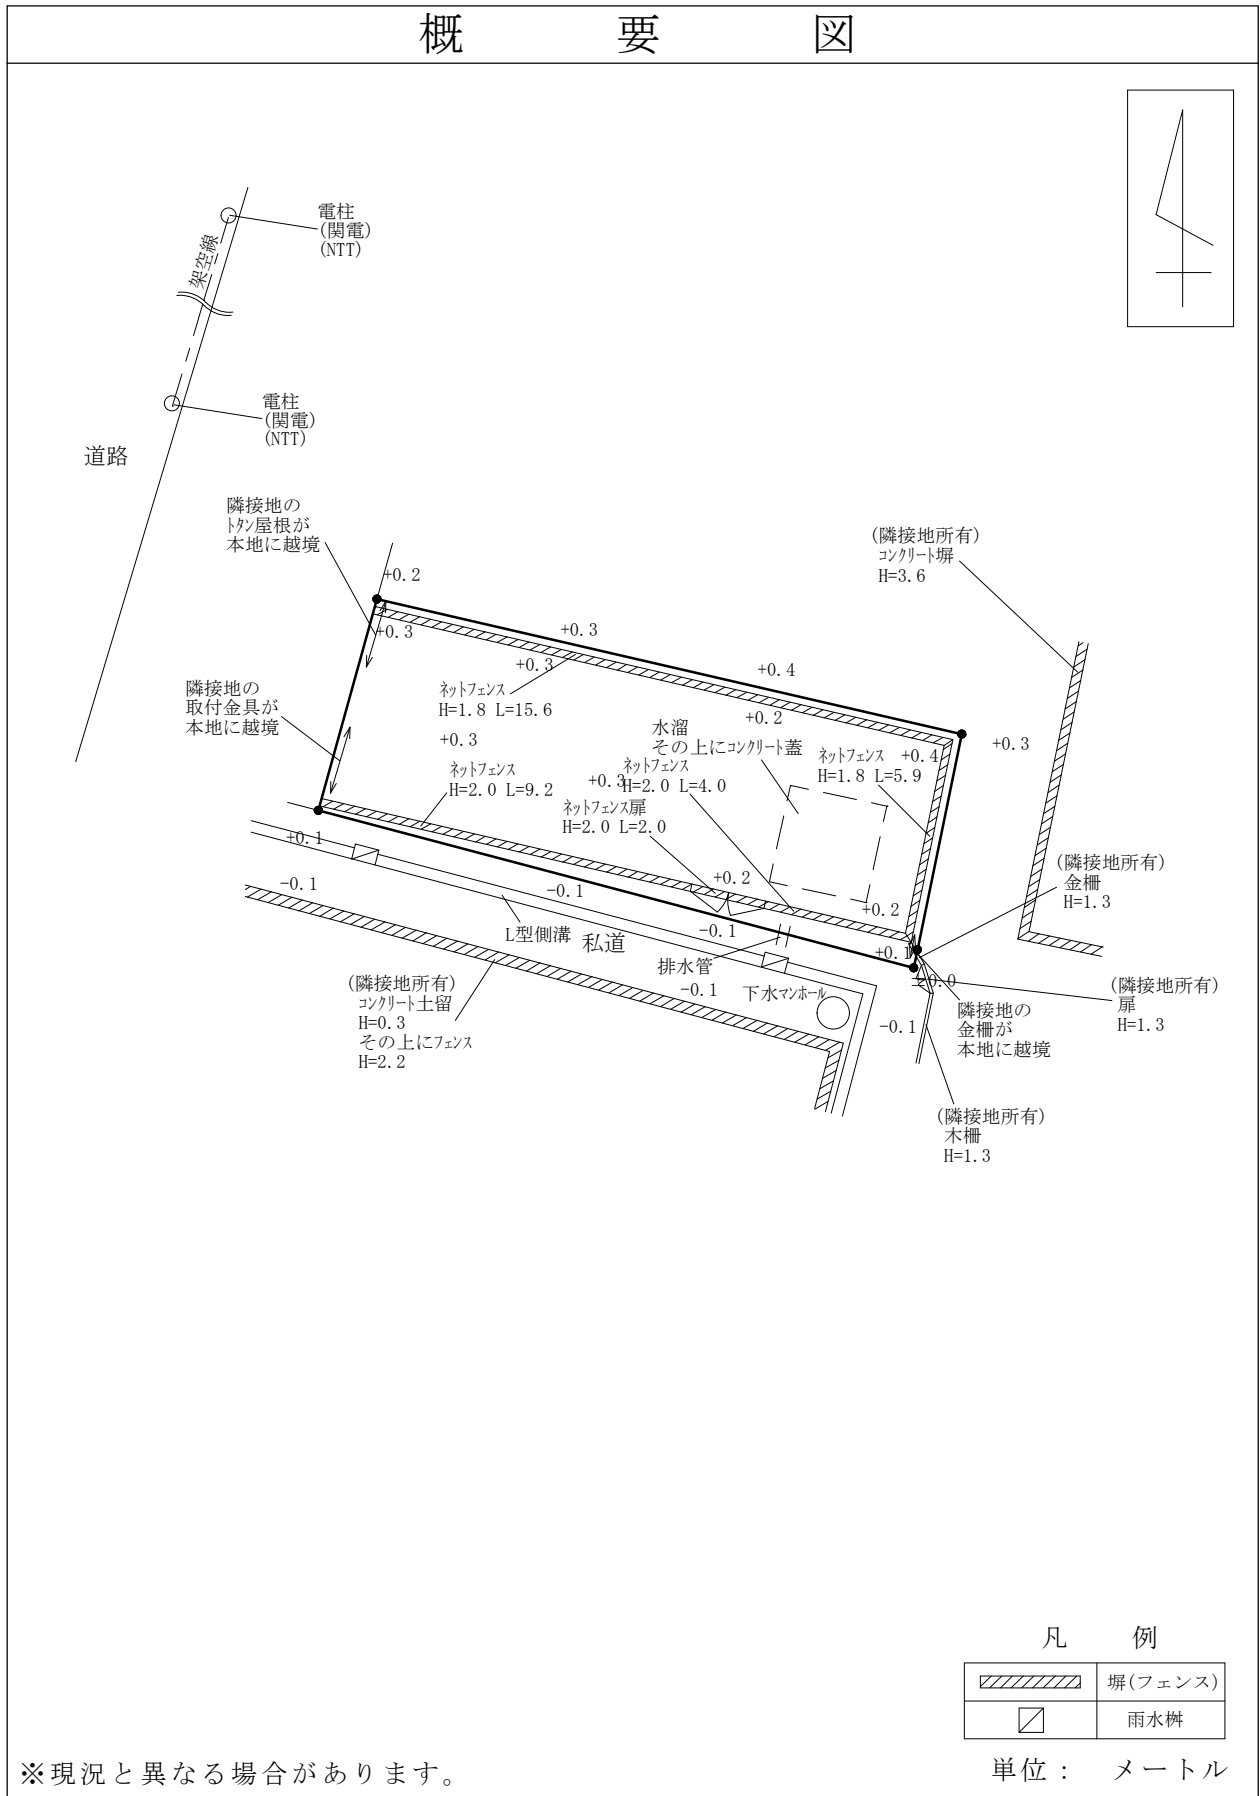 概要図
電柱
(関電)
(NTT)
架空線
電柱
(関電)
(NTT)
道路
隣接地の
トタン屋根が
本地に越境
(隣接地所有)
コンクリート塀
H=3.6
+0.2
+0.3
+0.3
+0.3
+0.4
隣接地の
取付金具が
本地に越境
ネットフェンス
H=1.8 L=15.6
+0.2
+0.3
水溜
その上にコンクリート蓋
+0.3
+0.4
ネットフェンス
H=1.8 L=5.9
ネットフェンス
H=2.0 L=9.2
+0.3
ネットフェンス
H=2.0 L=4.0
ネットフェンス扉
H=2.0 L=2.0
+0.1
-0.1
-0.1
+0.2
+0.2
(隣接地所有)
金柵
H=1.3
L型側溝
私道
-0.1
+0.1
排水管
±0.0
-0.1
下水マンホール
(隣接地所有)
コンクリート土留
H=0.3
その上にフェンス
H=2.2
(隣接地所有)
扉
H=1.3
隣接地の
金柵が
本地に越境
-0.1
(隣接地所有)
木柵
H=1.3
凡例
塀(フェンス)
雨水桝
※現況と異なる場合があります。
単位： メートル